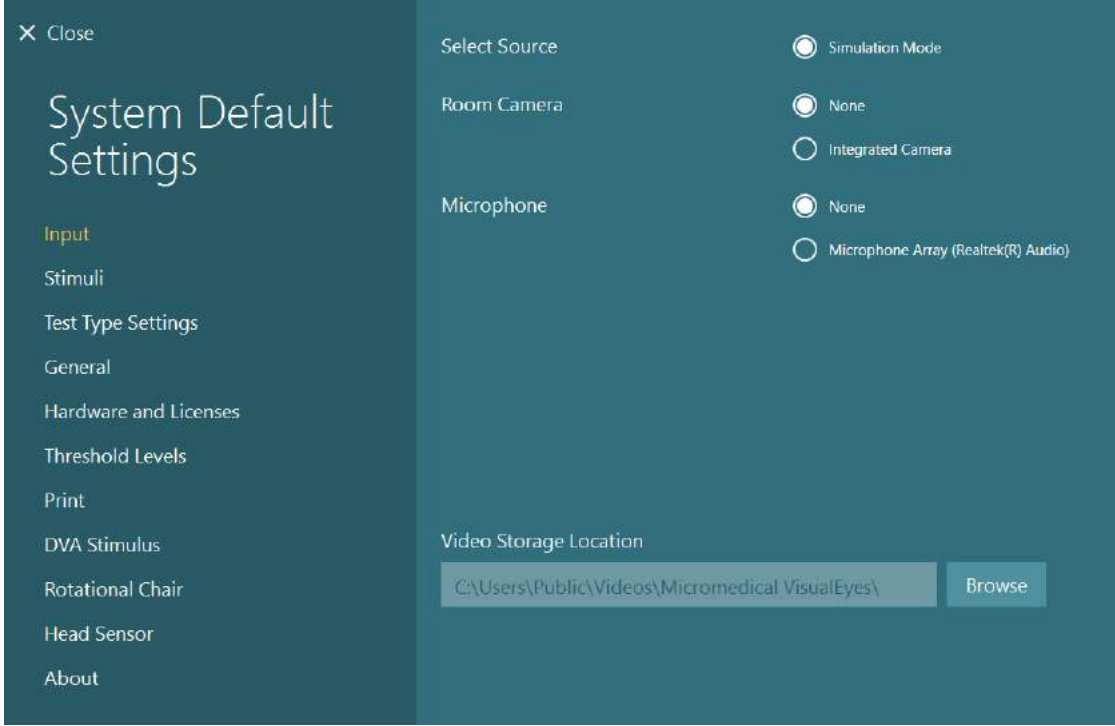 Close
System Default
Settings
Input
Stimuli
Test Type Settings
General
Hardware and Licenses
Threshold Levels
Print
DVA Stimulus
Rotational Chair
Head Sensor
About
Select Source
Simulation Mode
Room Camera
None
Integrated Camera
Microphone
None
Microphone Array (Realtek(R) Audio)
Video Storage Location
C:\Users\Public\Videos\Micromedical VisualEyes\
Browse